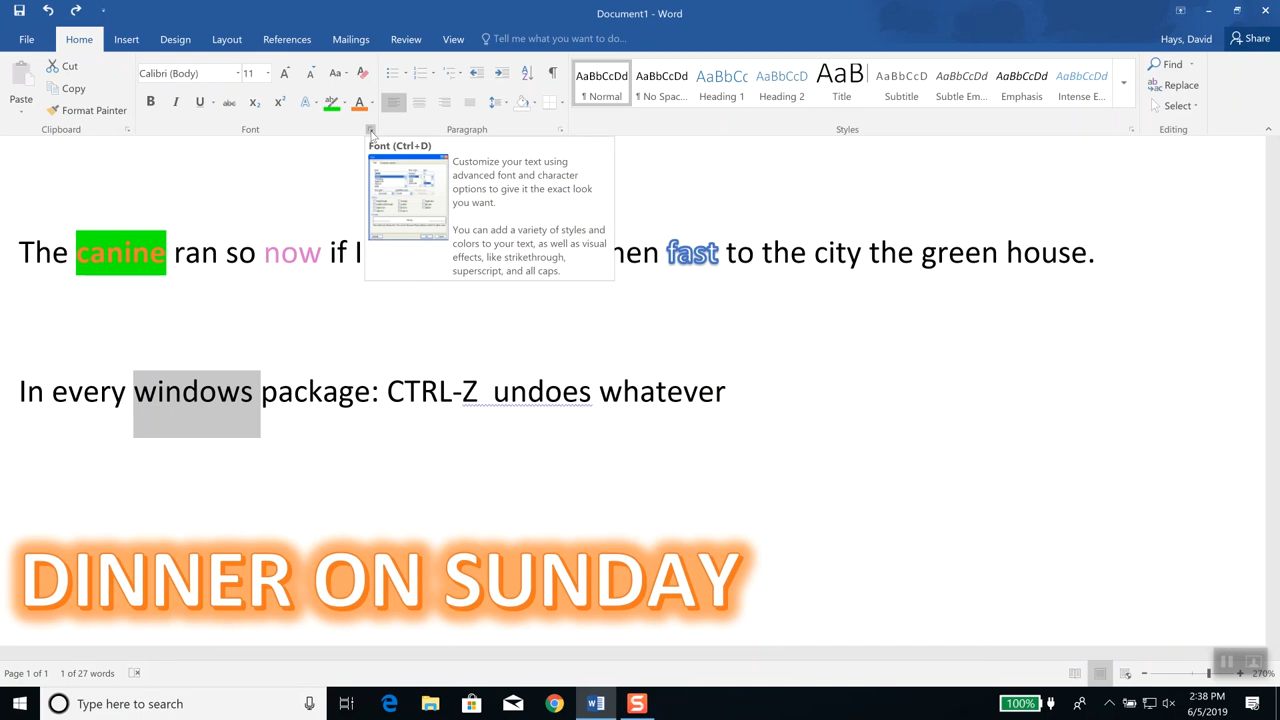 Document1 - Word
File Home Insert Design Layout References Mailings Review View Tell me what you want to do... Hays, David Share
Paste Cut Copy Format Painter
Clipboard
Calibri (Body) 11
Font
Paragraph
AaBbCcDd AaBbCcDd AaBbCc AaBbCcD AaB AaBbCcD AaBbCcDd AaBbCcDd AaBbCcDd
¶ Normal ¶ No Spac... Heading 1 Heading 2 Title Subtitle Subtle Em... Emphasis Intense E...
Styles
Find
Replace
Select
Editing
Font (Ctrl+D)
Customize your text using
advanced font and character
options to give it the exact look
you want.
You can add a variety of styles and
colors to your text, as well as visual
effects, like strikethrough,
superscript, and all caps.
The canine ran so now if I hen fast to the city the green house.
In every windows package: CTRL-Z undoes whatever
DINNER ON SUNDAY
Page 1 of 1 1 of 27 words 270%
Type here to search 100% 2:38 PM
6/5/2019